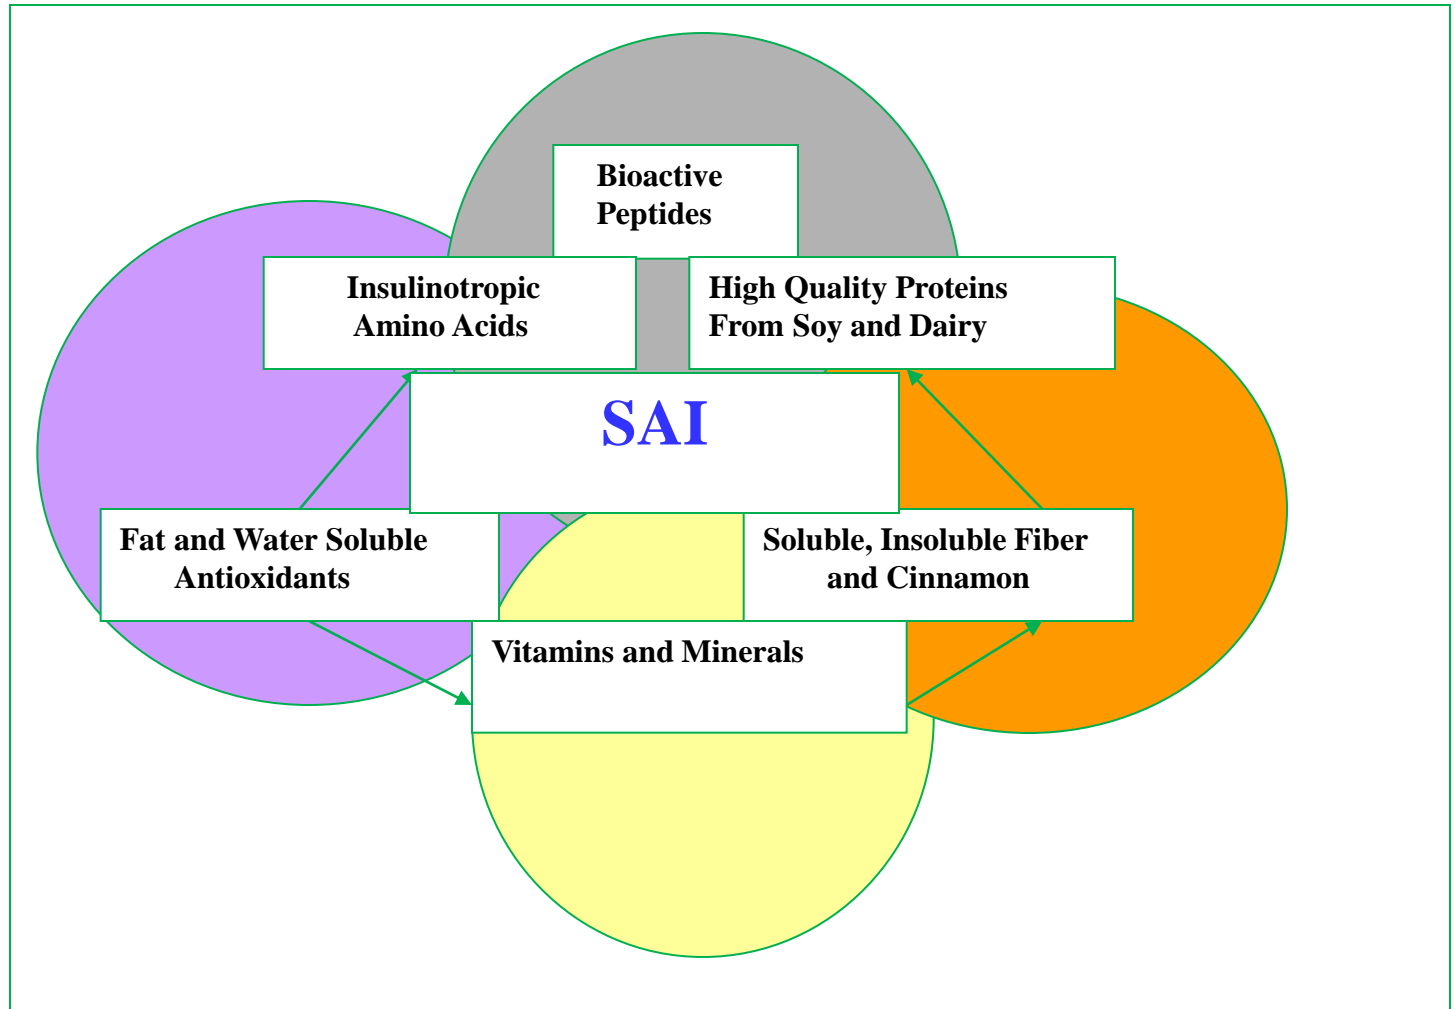 Bioactive
Peptides
Insulinotropic
Amino Acids
High Quality Proteins
From Soy and Dairy
SAI
Fat and Water Soluble
Antioxidants
Soluble, Insoluble Fiber
and Cinnamon
Vitamins and Minerals